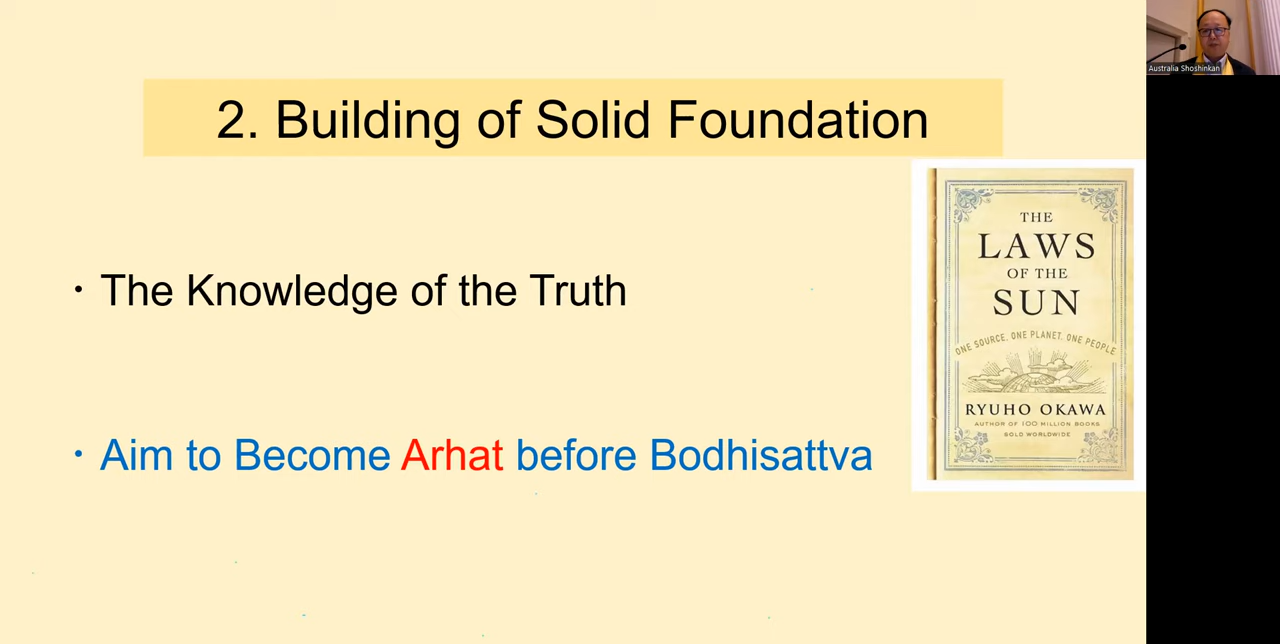 2. Building of Solid Foundation
・The Knowledge of the Truth
・Aim to Become Arhat before Bodhisattva
THE
LAWS
OF THE
SUN
ONE SOURCE, ONE PLANET, ONE PEOPLE
RYUHO OKAWA
AUTHOR OF 100 MILLION BOOKS
SOLD WORLDWIDE
Australia Shoshinkan